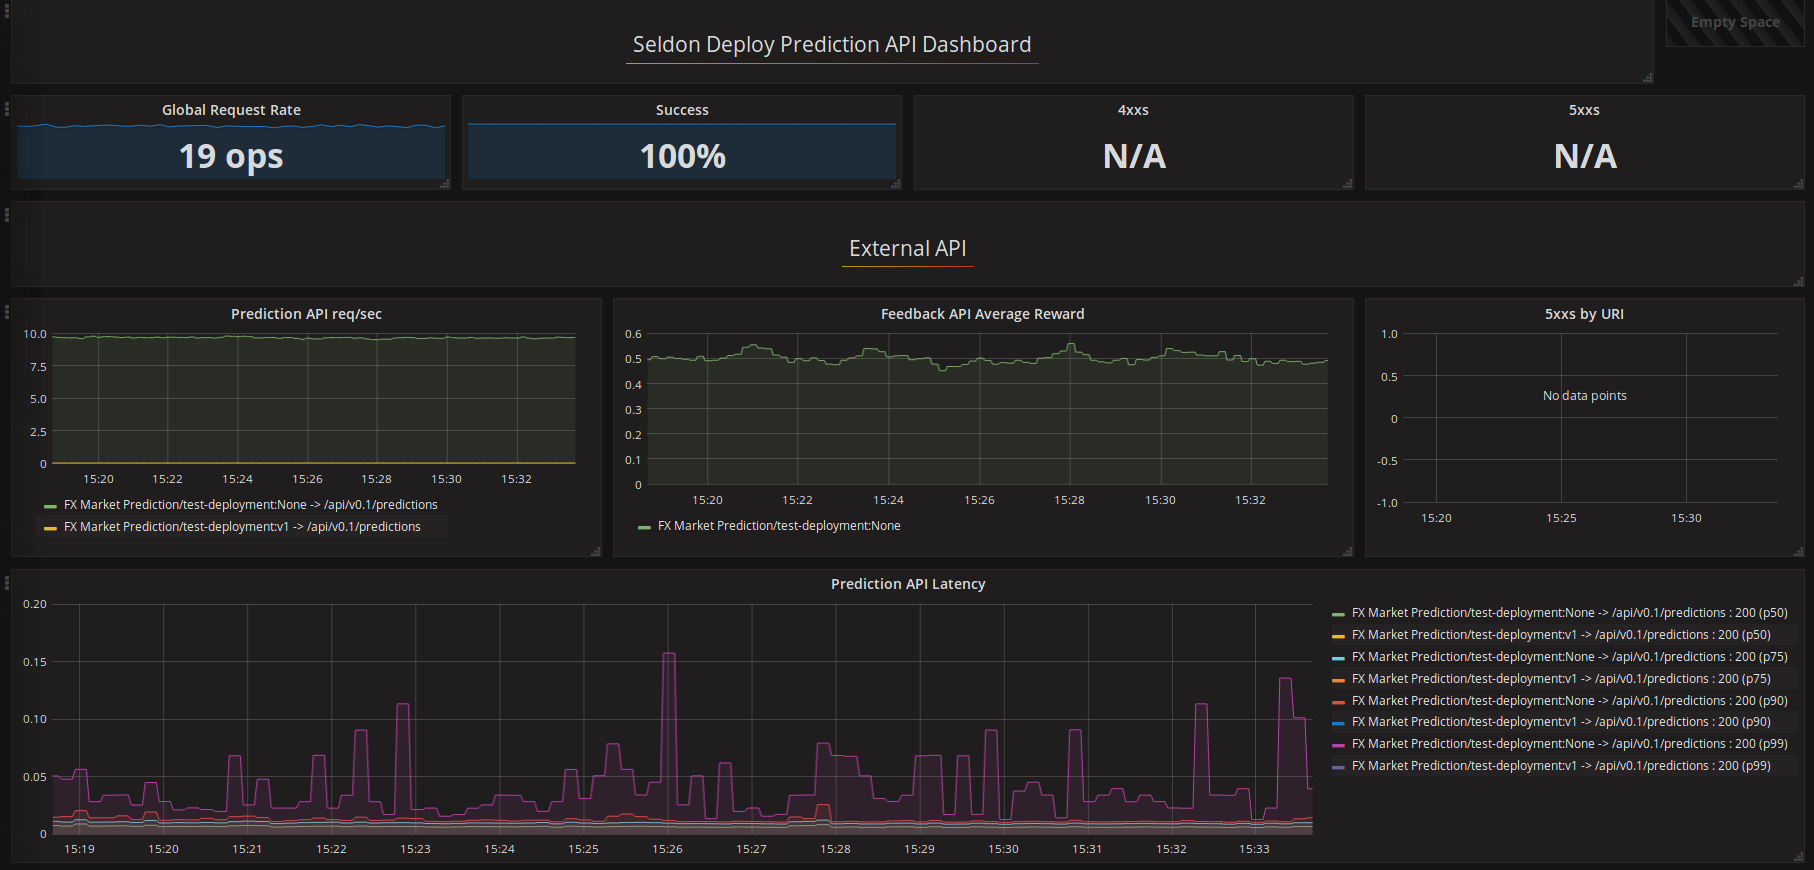 Seldon Deploy Prediction API Dashboard
Empty Space
Global Request Rate
19 ops
Success
100%
4xxs
N/A
5xxs
N/A
External API
Prediction API req/sec
10.0
7.5
5.0
2.5
0
15:20 15:22 15:24 15:26 15:28 15:30 15:32
FX Market Prediction/test-deployment:None -> /api/v0.1/predictions
FX Market Prediction/test-deployment:v1 -> /api/v0.1/predictions
Feedback API Average Reward
0.6
0.5
0.4
0.3
0.2
0.1
0
15:20 15:22 15:24 15:26 15:28 15:30 15:32
FX Market Prediction/test-deployment:None
5xxs by URI
1.0
0.5
No data points
0
-0.5
-1.0
15:20 15:25 15:30
Prediction API Latency
0.20
0.15
0.10
0.05
0
15:19 15:20 15:21 15:22 15:23 15:24 15:25 15:26 15:27 15:28 15:29 15:30 15:31 15:32 15:33
FX Market Prediction/test-deployment:None -> /api/v0.1/predictions : 200 (p50)
FX Market Prediction/test-deployment:v1 -> /api/v0.1/predictions : 200 (p50)
FX Market Prediction/test-deployment:None -> /api/v0.1/predictions : 200 (p75)
FX Market Prediction/test-deployment:v1 -> /api/v0.1/predictions : 200 (p75)
FX Market Prediction/test-deployment:None -> /api/v0.1/predictions : 200 (p90)
FX Market Prediction/test-deployment:v1 -> /api/v0.1/predictions : 200 (p90)
FX Market Prediction/test-deployment:None -> /api/v0.1/predictions : 200 (p99)
FX Market Prediction/test-deployment:v1 -> /api/v0.1/predictions : 200 (p99)